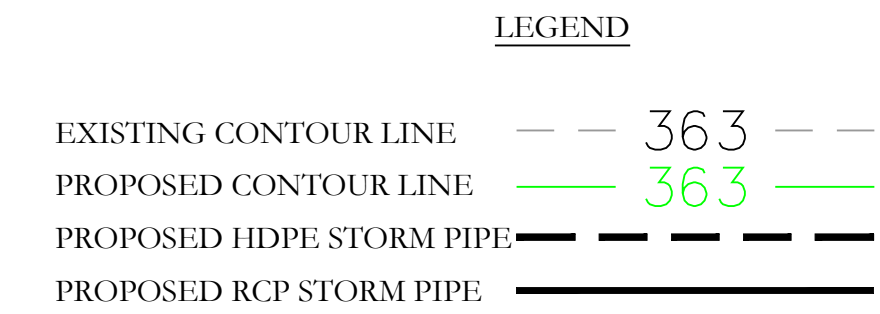 LEGEND
EXISTING CONTOUR LINE 363
PROPOSED CONTOUR LINE 363
PROPOSED HDPE STORM PIPE
PROPOSED RCP STORM PIPE